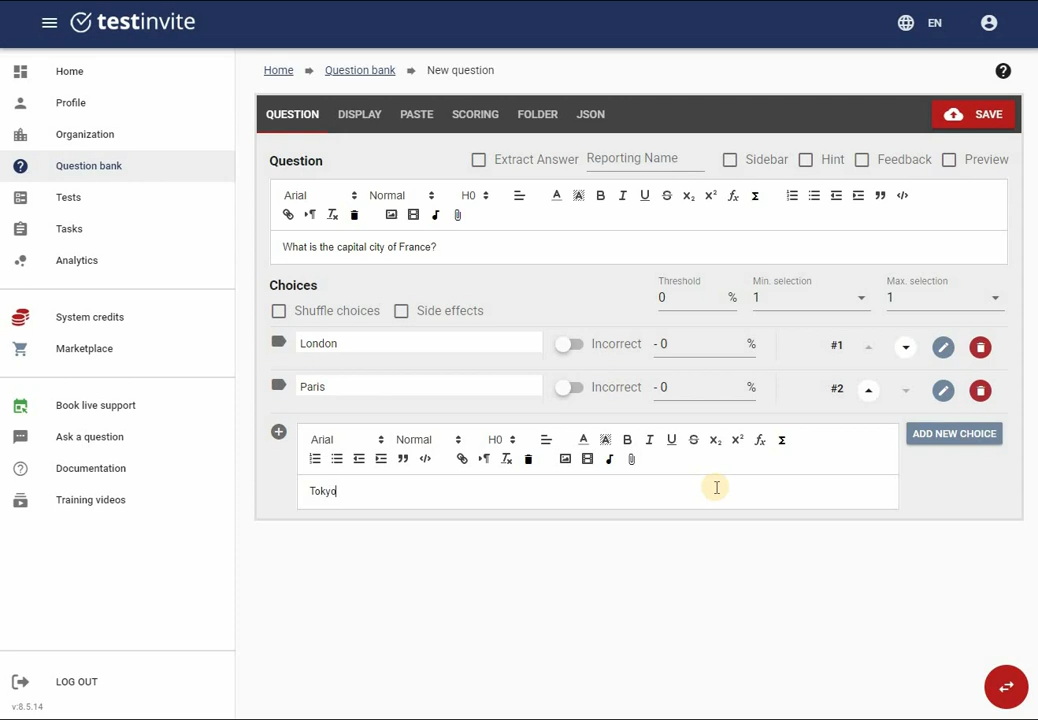 testinvite
EN
Home
Profile
Organization
Question bank
Tests
Tasks
Analytics
System credits
Marketplace
Book live support
Ask a question
Documentation
Training videos
LOG OUT
v:8.5.14
Home Question bank New question
QUESTION DISPLAY PASTE SCORING FOLDER JSON SAVE
Question Extract Answer Reporting Name Sidebar Hint Feedback Preview
Arial Normal H0
What is the capital city of France?
Choices
Threshold Min. selection Max. selection
0 % 1 1
Shuffle choices Side effects
London Incorrect - 0 % #1
Paris Incorrect - 0 % #2
Arial Normal H0
ADD NEW CHOICE
Tokyo